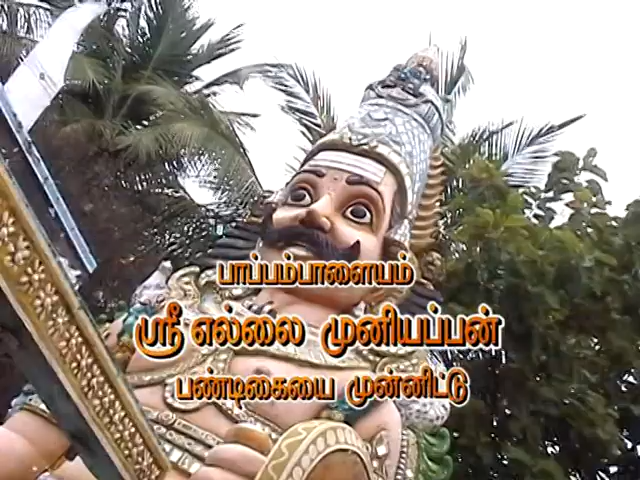 பாப்பம்பாளையம்
ஸ்ரீ எல்லை முனியப்பன்
பண்டிகையை முன்னிட்டு